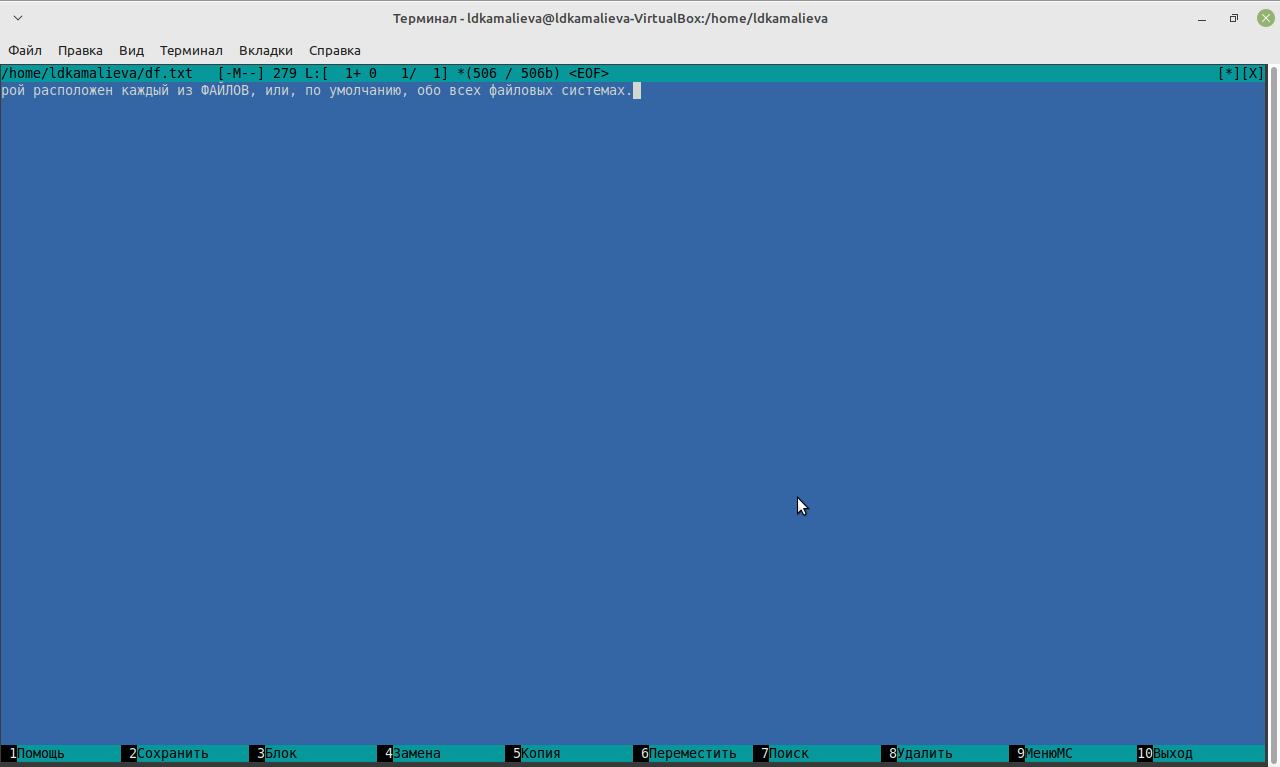 Терминал - ldkamalieva@ldkamalieva-VirtualBox:/home/ldkamalieva
Файл Правка Вид Терминал Вкладки Справка
/home/ldkamalieva/df.txt [-M--] 279 L:[ 1+ 0 1/ 1] *(506 / 506b) <EOF> [*][X]
рой расположен каждый из ФАЙЛОВ, или, по умолчанию, обо всех файловых системах.
1Помощь 2Сохранить 3Блок 4Замена 5Копия 6Переместить 7Поиск 8Удалить 9МенюMC 10Выход